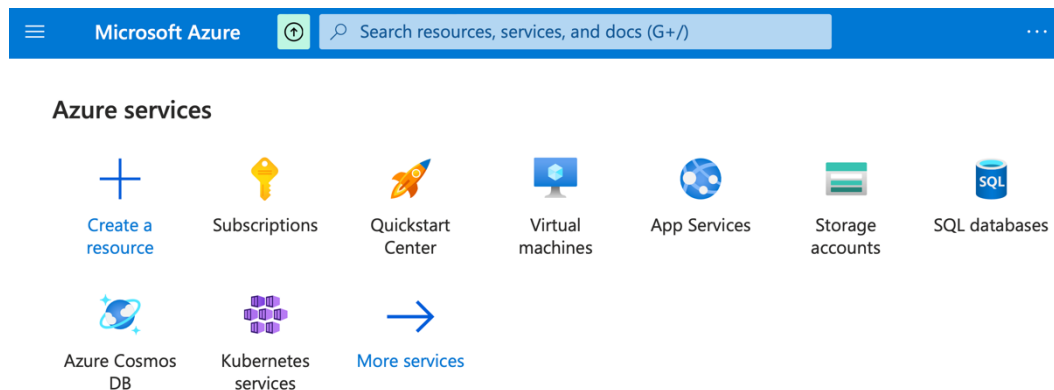 Microsoft Azure
Search resources, services, and docs (G+/)
...
Azure services
Create a
resource
Subscriptions
Quickstart
Center
Virtual
machines
App Services
Storage
accounts
SQL
SQL databases
Azure Cosmos
DB
Kubernetes
services
More services